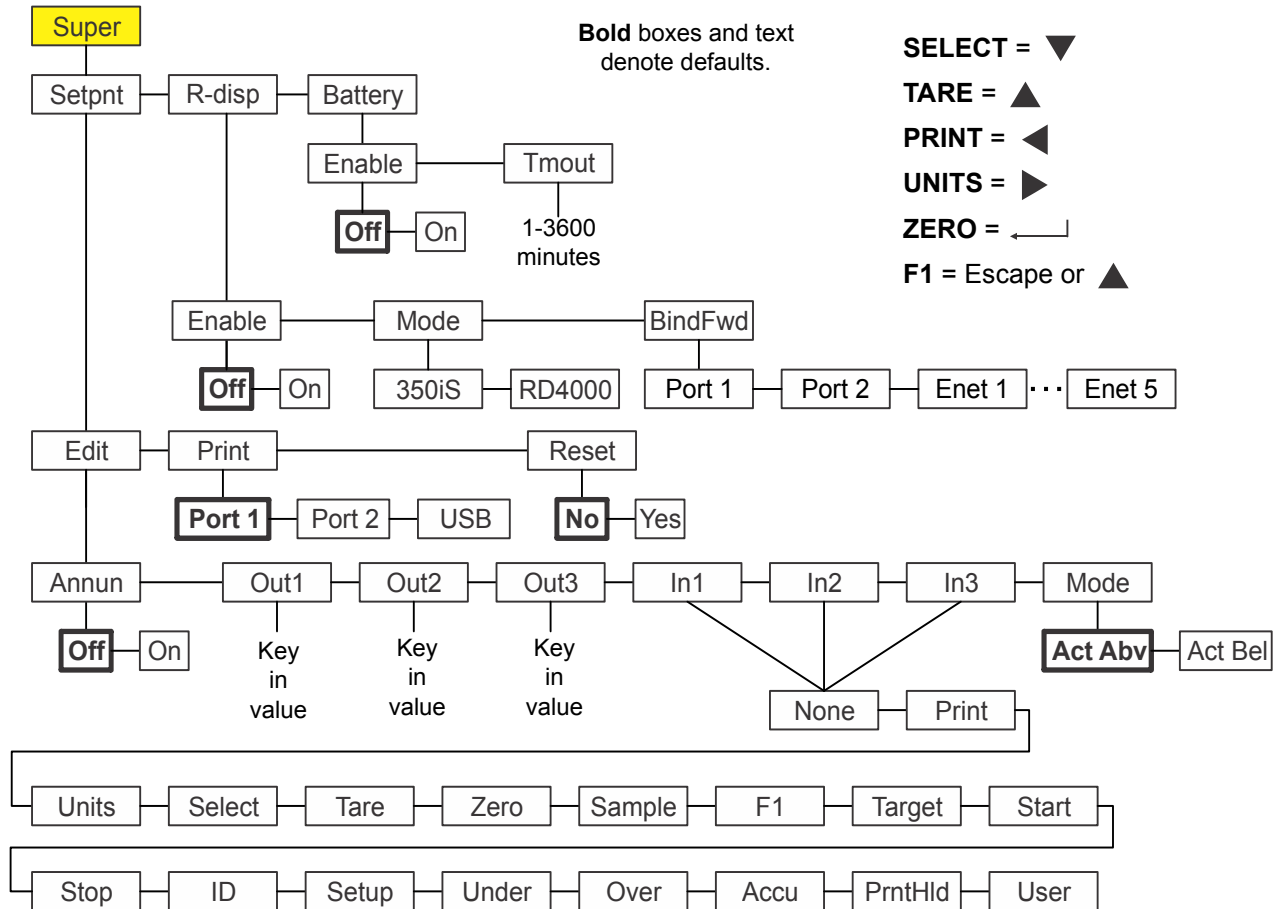 Super
Bold boxes and text
denote defaults.
SELECT =
TARE =
PRINT =
UNITS =
ZERO =
F1 = Escape or
Setpnt R-disp Battery
Enable Tmout
Off On
1-3600
minutes
Enable Mode BindFwd
Off On 350iS RD4000 Port 1 Port 2 Enet 1 ... Enet 5
Edit Print Reset
Port 1 Port 2 USB No Yes
Annun Out1 Out2 Out3 In1 In2 In3 Mode
Off On
Key
in
value
Key
in
value
Key
in
value
Act Abv Act Bel
None Print
Units Select Tare Zero Sample F1 Target Start
Stop ID Setup Under Over Accu PrntHld User